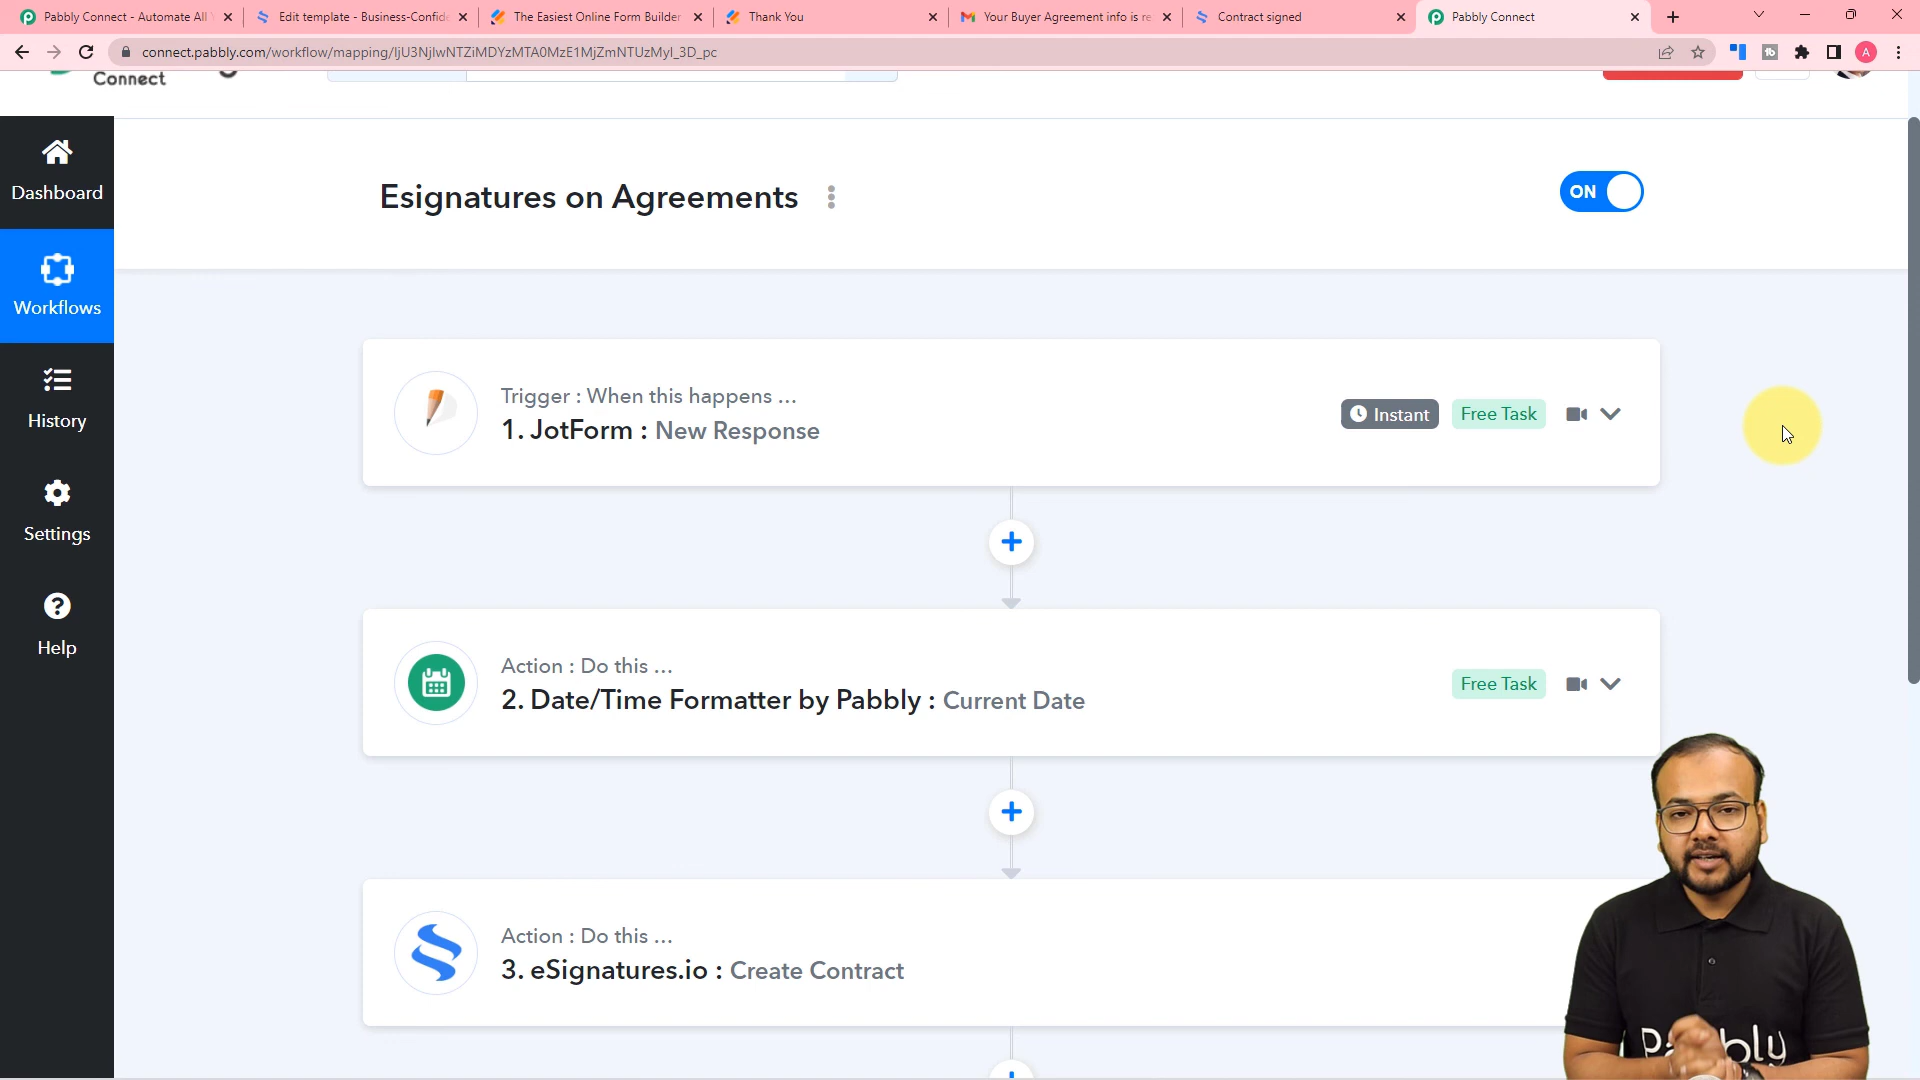 Pabbly Connect - Automate All
Edit template - Business-Confide
The Easiest Online Form Builder
Thank You
Your Buyer Agreement info is re
Contract signed
Pabbly Connect
connect.pabbly.com/workflow/mapping/IjU3NjIwNTZiMDYzMTA0MzE1MjZmNTUzMyI_3D_pc
A
Connect
Dashboard
Workflows
History
Settings
Help
Esignatures on Agreements
ON
Trigger : When this happens ...
1. JotForm : New Response
Instant
Free Task
Action : Do this ...
2. Date/Time Formatter by Pabbly : Current Date
Free Task
Action : Do this ...
3. eSignatures.io : Create Contract